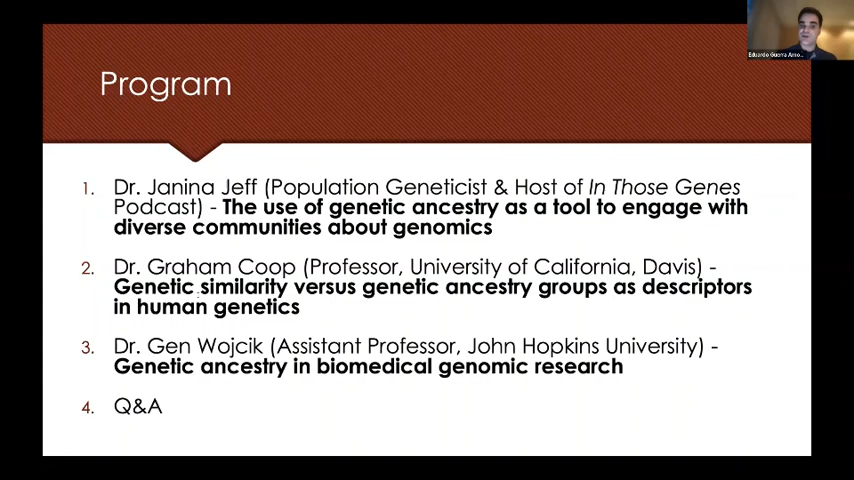 Program
Eduardo Guerra Amo...
1. Dr. Janina Jeff (Population Geneticist & Host of In Those Genes
Podcast) - The use of genetic ancestry as a tool to engage with
diverse communities about genomics
2. Dr. Graham Coop (Professor, University of California, Davis) -
Genetic similarity versus genetic ancestry groups as descriptors
in human genetics
3. Dr. Gen Wojcik (Assistant Professor, John Hopkins University) -
Genetic ancestry in biomedical genomic research
4. Q&A